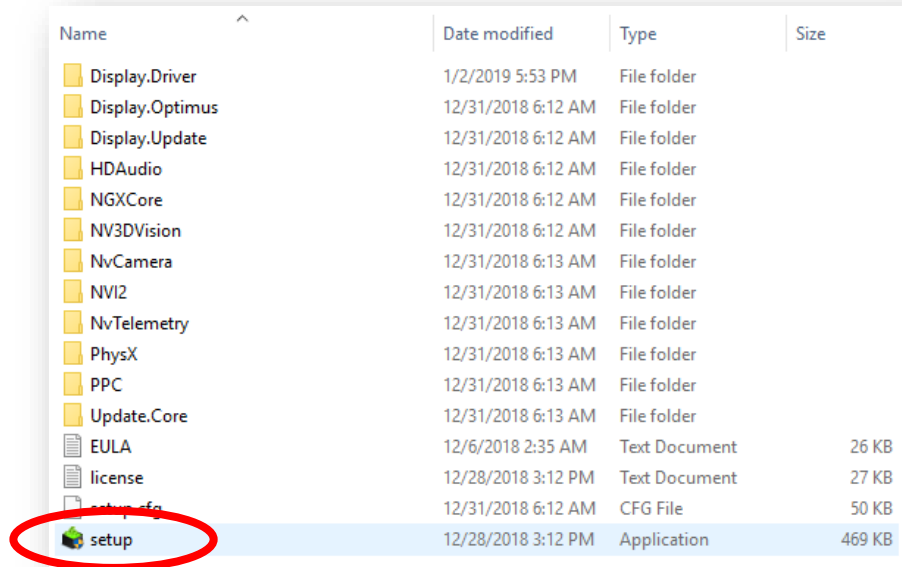 Name Date modified Type Size
Display.Driver 1/2/2019 5:53 PM File folder
Display.Optimus 12/31/2018 6:12 AM File folder
Display.Update 12/31/2018 6:12 AM File folder
HDAudio 12/31/2018 6:12 AM File folder
NGXCore 12/31/2018 6:12 AM File folder
NV3DVision 12/31/2018 6:12 AM File folder
NvCamera 12/31/2018 6:13 AM File folder
NVI2 12/31/2018 6:13 AM File folder
NvTelemetry 12/31/2018 6:13 AM File folder
PhysX 12/31/2018 6:13 AM File folder
PPC 12/31/2018 6:13 AM File folder
Update.Core 12/31/2018 6:13 AM File folder
EULA 12/6/2018 2:35 AM Text Document 26 KB
license 12/28/2018 3:12 PM Text Document 27 KB
setup.cfg 12/31/2018 6:12 AM CFG File 50 KB
setup 12/28/2018 3:12 PM Application 469 KB